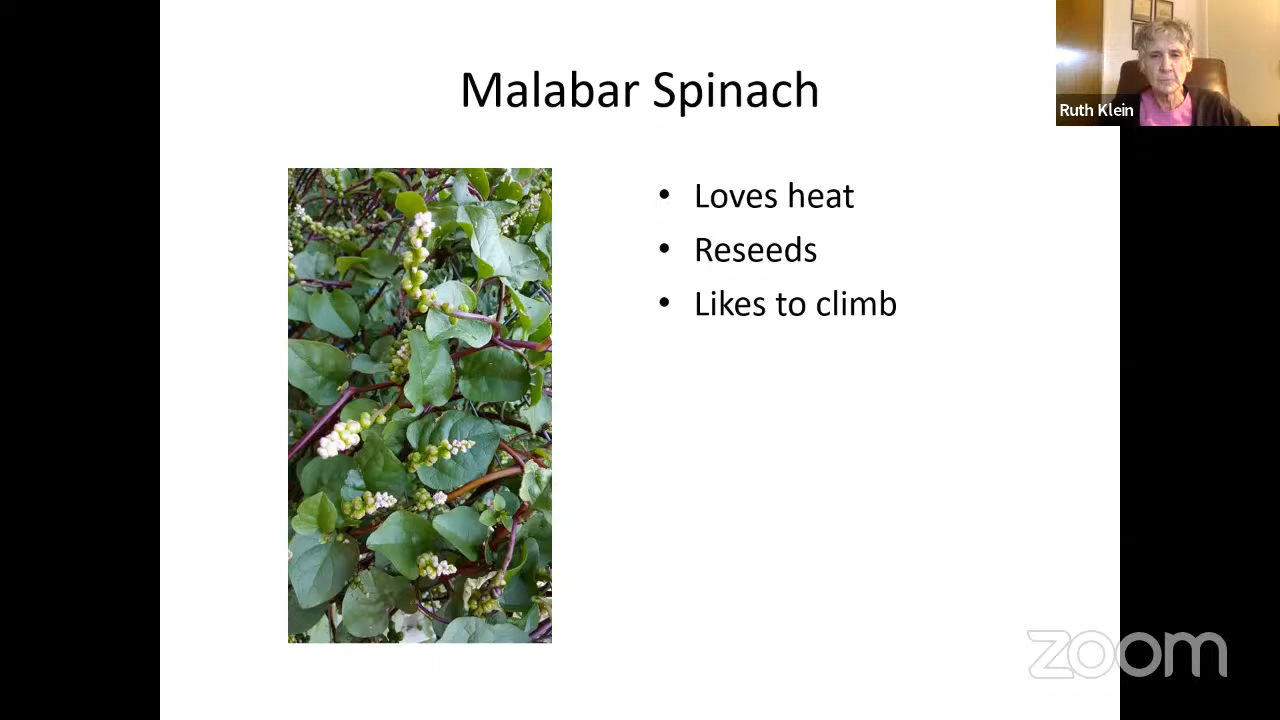 Malabar Spinach
Ruth Klein
• Loves heat
• Reseeds
• Likes to climb
zoom